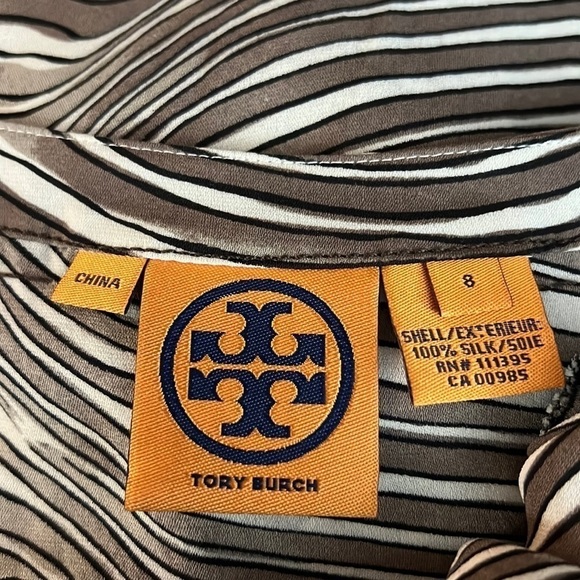 CHINA
TORY BURCH
8
SHELL/EXTERIEUR:
100% SILK/SOIE
RN# 111395
CA 00985